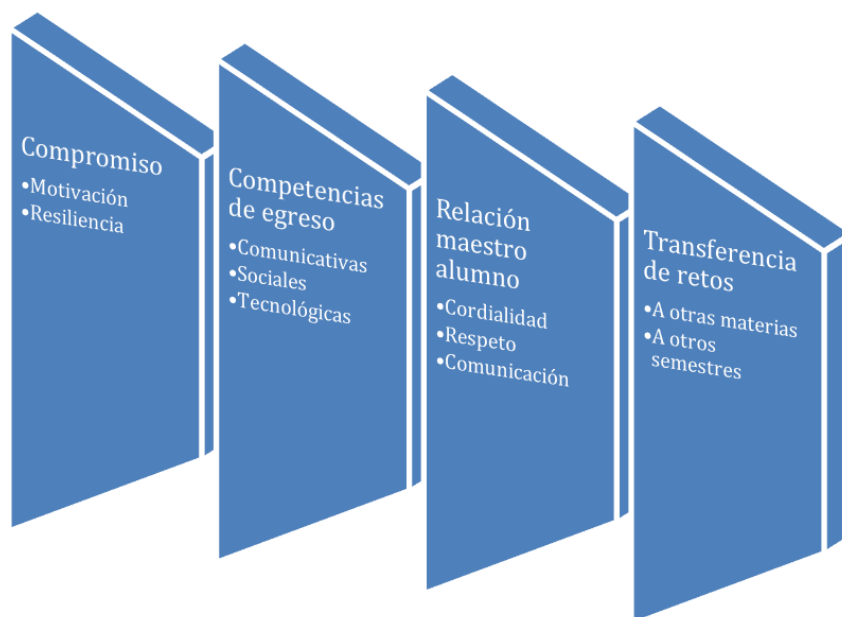 Compromiso
•Motivación
•Resiliencia
Competencias
de egreso
•Comunicativas
•Sociales
•Tecnológicas
Relación
maestro
alumno
•Cordialidad
•Respeto
•Comunicación
Transferencia
de retos
•A otras materias
•A otros
semestres